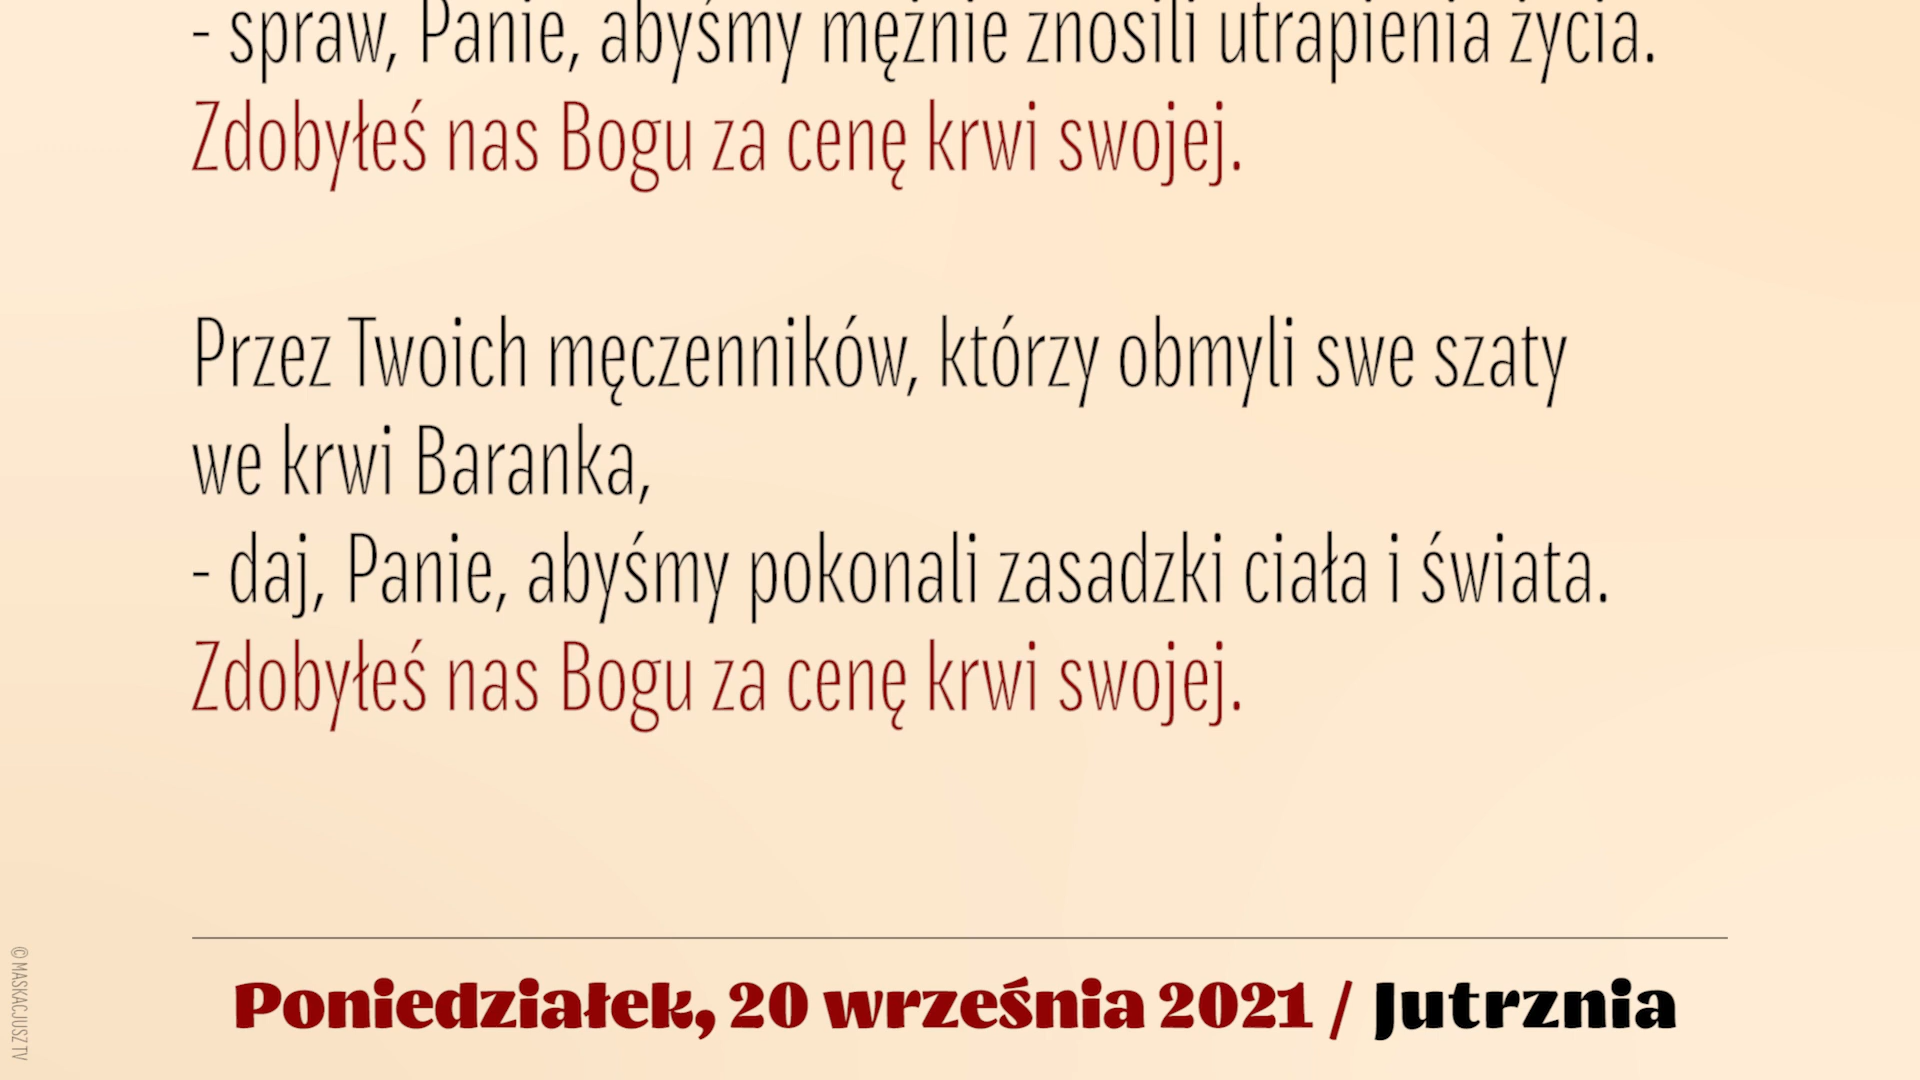 - spraw, Panie, abyśmy mężnie znosili utrapienia życia.
Zdobyłeś nas Bogu za cenę krwi swojej.
Przez Twoich męczenników, którzy obmyli swe szaty
we krwi Baranka,
- daj, Panie, abyśmy pokonali zasadzki ciała i świata.
Zdobyłeś nas Bogu za cenę krwi swojej.
Poniedziałek, 20 września 2021 / Jutrznia
© MASKACJUSZ TV